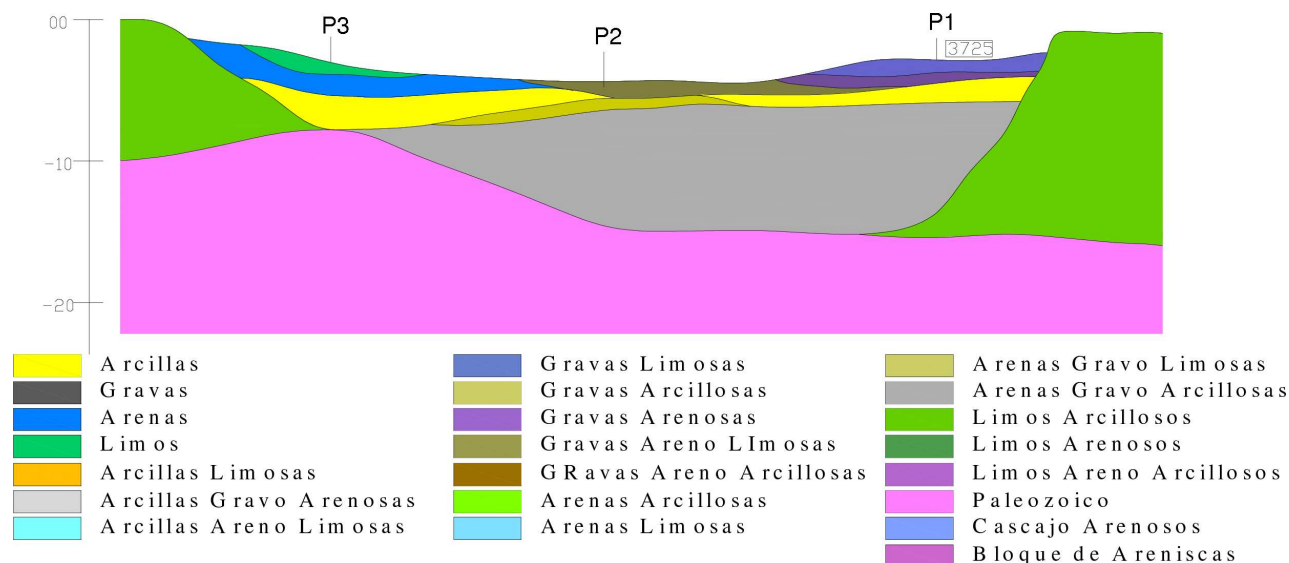 00
P3
P2
P1
3725
-10
-20
Arcillas
Gravas
Arenas
Limos
Arcillas Limosas
Arcillas Gravo Arenosas
Arcillas Areno Limosas
Gravas Limosas
Gravas Arcillosas
Gravas Arenosas
Gravas Areno LImosas
GRavas Areno Arcillosas
Arenas Arcillosas
Arenas Limosas
Arenas Gravo Limosas
Arenas Gravo Arcillosas
Limos Arcillosos
Limos Arenosos
Limos Areno Arcillosos
Paleozoico
Cascajo Arenosos
Bloque de Areniscas